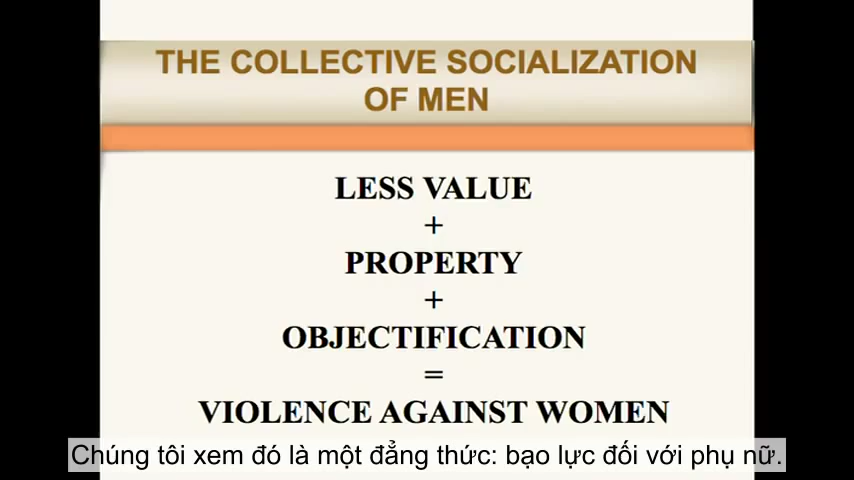 THE COLLECTIVE SOCIALIZATION
OF MEN
LESS VALUE
+
PROPERTY
+
OBJECTIFICATION
=
VIOLENCE AGAINST WOMEN
Chúng tôi xem đó là một đẳng thức: bạo lực đối với phụ nữ.